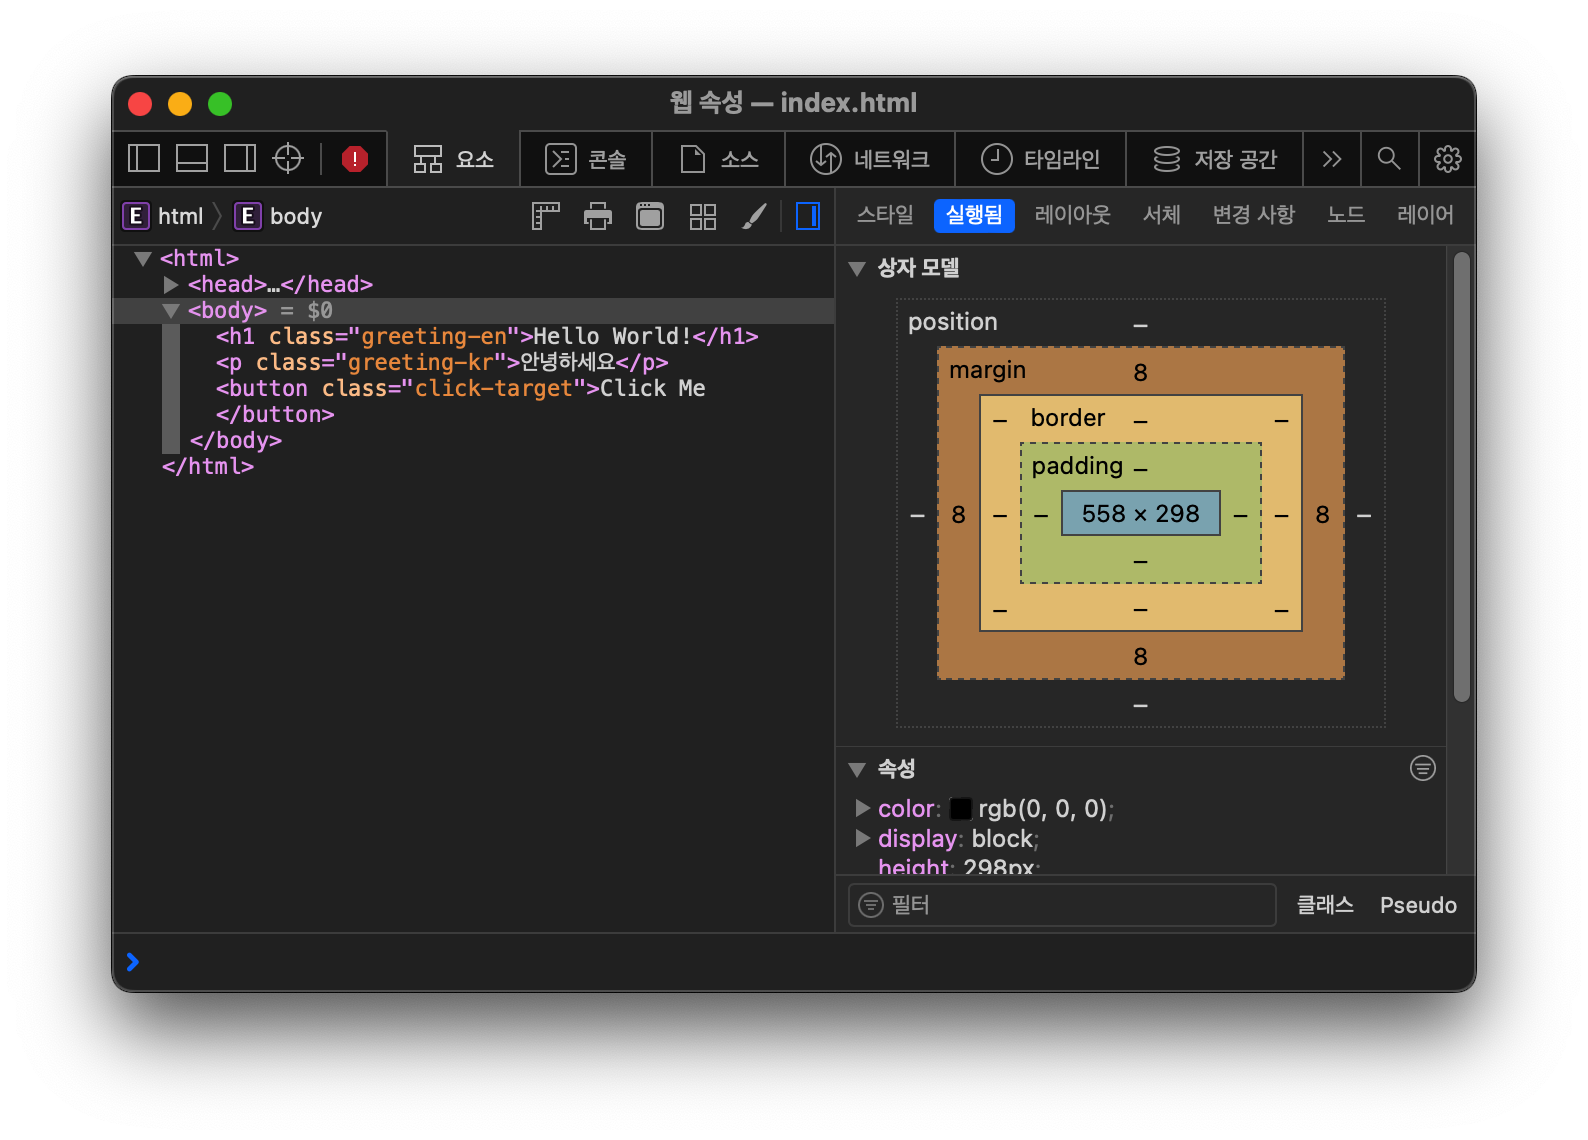 웹 속성 — index.html
요소 콘솔 소스 네트워크 타임라인 저장 공간
E html E body
스타일 실행됨 레이아웃 서체 변경 사항 노드 레이어
<html>
<head>…</head>
<body> = $0
<h1 class="greeting-en">Hello World!</h1>
<p class="greeting-kr">안녕하세요</p>
<button class="click-target">Click Me
</button>
</body>
</html>
상자 모델
position –
margin 8
– border – –
padding –
– 8 – – 558 × 298 – – 8 –
–
– – –
8
–
속성
color: rgb(0, 0, 0);
display: block;
height: 298px;
필터 클래스 Pseudo